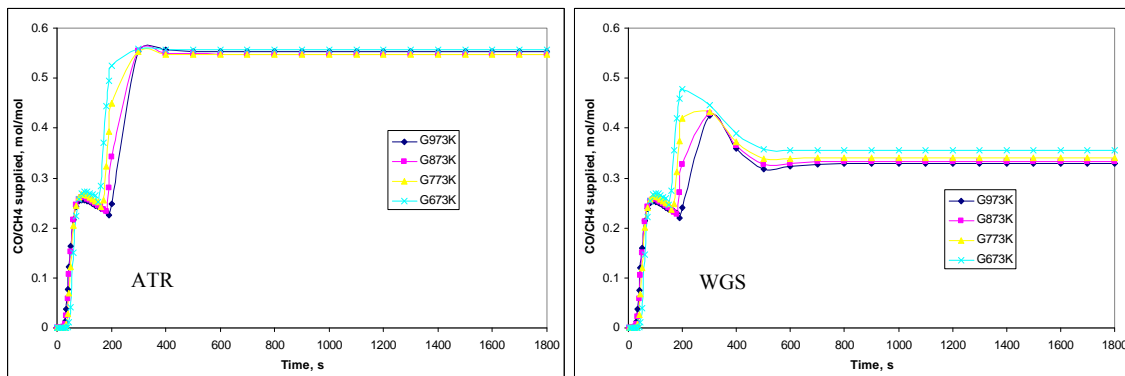 0.6
0.5
0.4
0.3
0.2
0.1
0
CO/CH4 supplied, mol/mol
G973K
G873K
G773K
G673K
ATR
0 200 400 600 800 1000 1200 1400 1600 1800
Time, s
0.6
0.5
0.4
0.3
0.2
0.1
0
CO/CH4 supplied, mol/mol
G973K
G873K
G773K
G673K
WGS
0 200 400 600 800 1000 1200 1400 1600 1800
Time, s